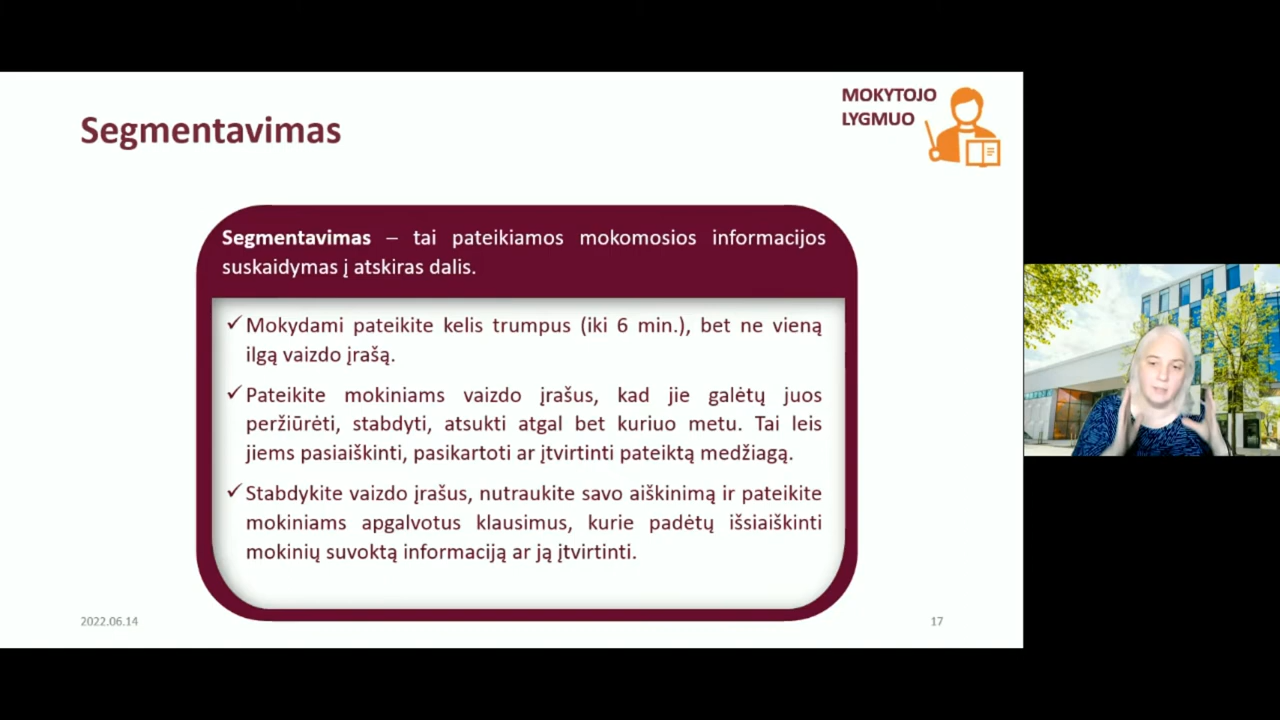 MOKYTOJO
LYGMUO
Segmentavimas
Segmentavimas – tai pateikiamos mokomosios informacijos
suskaidymas į atskiras dalis.
✓Mokydami pateikite kelis trumpus (iki 6 min.), bet ne vieną
ilgą vaizdo įrašą.
✓Pateikite mokiniams vaizdo įrašus, kad jie galėtų juos
peržiūrėti, stabdyti, atsukti atgal bet kuriuo metu. Tai leis
jiems pasiaiškinti, pasikartoti ar įtvirtinti pateiktą medžiagą.
✓Stabdykite vaizdo įrašus, nutraukite savo aiškinimą ir pateikite
mokiniams apgalvotus klausimus, kurie padėtų išsiaiškinti
mokinių suvoktą informaciją ar ją įtvirtinti.
2022.06.14
17